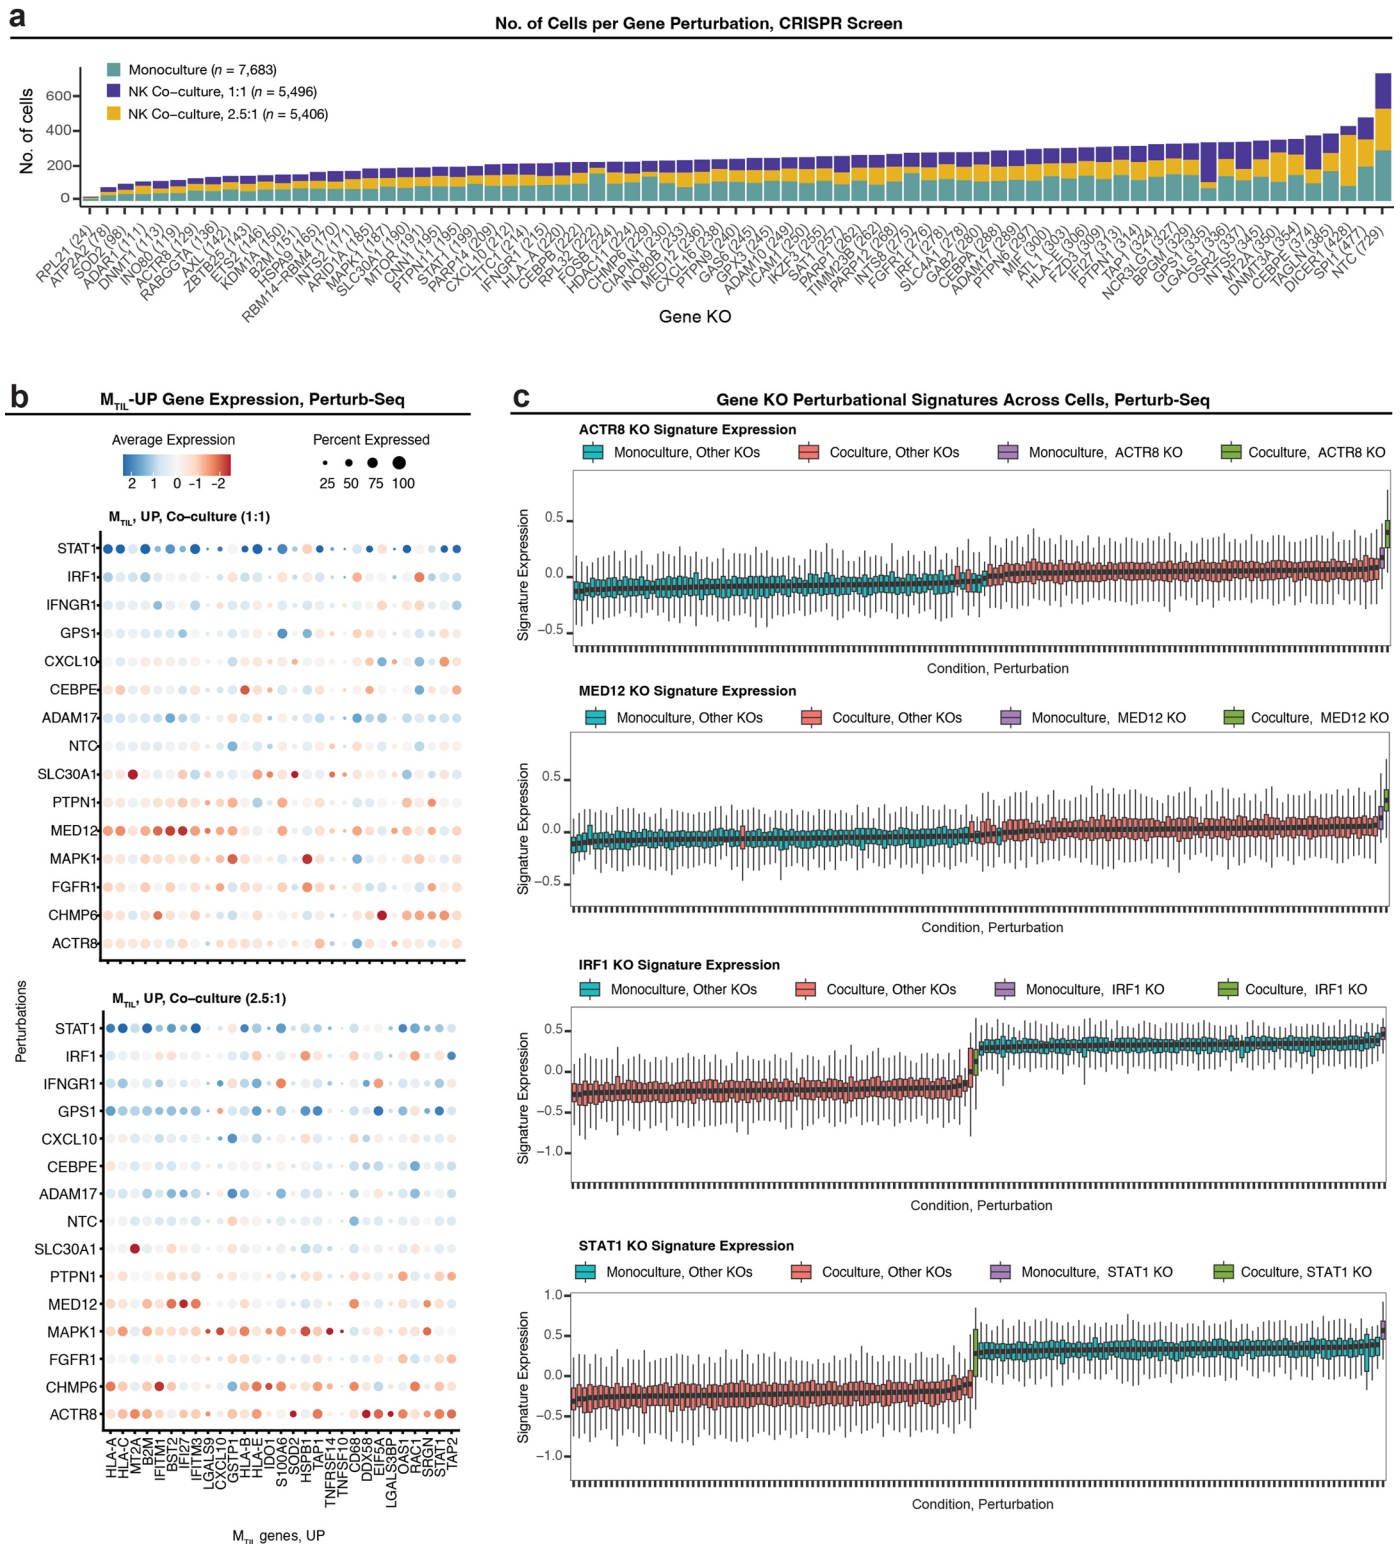 a
No. of Cells per Gene Perturbation, CRISPR Screen
Monoculture (n = 7,683)
NK Co-culture, 1:1 (n = 5,496)
NK Co-culture, 2.5:1 (n = 5,406)
No. of cells
600
400
200
0
RPL21 (24)
ATP2A2 (78)
SOD2 (98)
ADAR (111)
DNMT1 (113)
INO80 (119)
ACTR8 (129)
RABGGTA (136)
AXL (142)
ZBTB25 (143)
ETS1 (146)
KDM1A (150)
B2M (151)
HSPA9 (165)
RBM14-RBM4 (170)
INTS2 (171)
ARID1A (185)
MAPK1 (187)
SLC30A1 (190)
MTOR (191)
CNN1 (195)
PTPN11 (195)
STAT1 (199)
PARP14 (209)
CXCL10 (212)
TTC1 (214)
IFNGR1 (215)
HLA-A (220)
CEBPB (222)
RPL32 (222)
FOSB (224)
HDAC1 (224)
CHMP6 (229)
CIAPIN1 (230)
INO80B (233)
MED12 (236)
CXCL16 (238)
PTPN9 (240)
GAS6 (245)
GPX3 (245)
ADAM10 (249)
ICAM1 (250)
IKZF3 (255)
SAT1 (257)
PARP1 (262)
TIMM23B (262)
PARP12 (268)
INTS8 (275)
FGFR1 (276)
IRF1 (278)
SLC4A1 (278)
GAB2 (280)
CEBPA (288)
ADAM17 (289)
PTPN6 (297)
MIF (300)
ATL1 (303)
HLA-E (306)
FZD3 (309)
IFI27 (313)
PTPN1 (314)
TAP1 (324)
NCR3LG1 (327)
BPGM (329)
GPS1 (335)
LGALS1 (336)
OSR2 (337)
INTS5 (345)
MT2A (350)
DNMT3A (354)
CEBPE (374)
TAGLN (385)
DICER1 (428)
SPI1 (477)
NTC (729)
Gene KO
b
M_TIL-UP Gene Expression, Perturb-Seq
Average Expression
2 1 0 -1 -2
Percent Expressed
25 50 75 100
M_TIL, UP, Co-culture (1:1)
STAT1
IRF1
IFNGR1
GPS1
CXCL10
CEBPE
ADAM17
NTC
SLC30A1
PTPN1
MED12
MAPK1
FGFR1
CHMP6
ACTR8
Perturbations
M_TIL, UP, Co-culture (2.5:1)
STAT1
IRF1
IFNGR1
GPS1
CXCL10
CEBPE
ADAM17
NTC
SLC30A1
PTPN1
MED12
MAPK1
FGFR1
CHMP6
ACTR8
HLA-A
HLA-C
MT2A
B2M
IFITM1
BST2
IFI27
IFITM3
LGALS9
CXCL10
GSTP1
HLA-B
HLA-E
IDO1
S100A6
SOD2
HSPB1
TAP1
TNFRSF14
TNFSF10
CD68
DDX58
EIF5A
LGALS3BP
OAS1
RAC1
SRGN
STAT1
TAP2
M_TIL genes, UP
c
Gene KO Perturbational Signatures Across Cells, Perturb-Seq
ACTR8 KO Signature Expression
Monoculture, Other KOs
Coculture, Other KOs
Monoculture, ACTR8 KO
Coculture, ACTR8 KO
Signature Expression
0.5
0.0
-0.5
Condition, Perturbation
MED12 KO Signature Expression
Monoculture, Other KOs
Coculture, Other KOs
Monoculture, MED12 KO
Coculture, MED12 KO
Signature Expression
0.5
0.0
-0.5
Condition, Perturbation
IRF1 KO Signature Expression
Monoculture, Other KOs
Coculture, Other KOs
Monoculture, IRF1 KO
Coculture, IRF1 KO
Signature Expression
0.5
0.0
-0.5
-1.0
Condition, Perturbation
STAT1 KO Signature Expression
Monoculture, Other KOs
Coculture, Other KOs
Monoculture, STAT1 KO
Coculture, STAT1 KO
Signature Expression
1.0
0.5
0.0
-0.5
-1.0
Condition, Perturbation